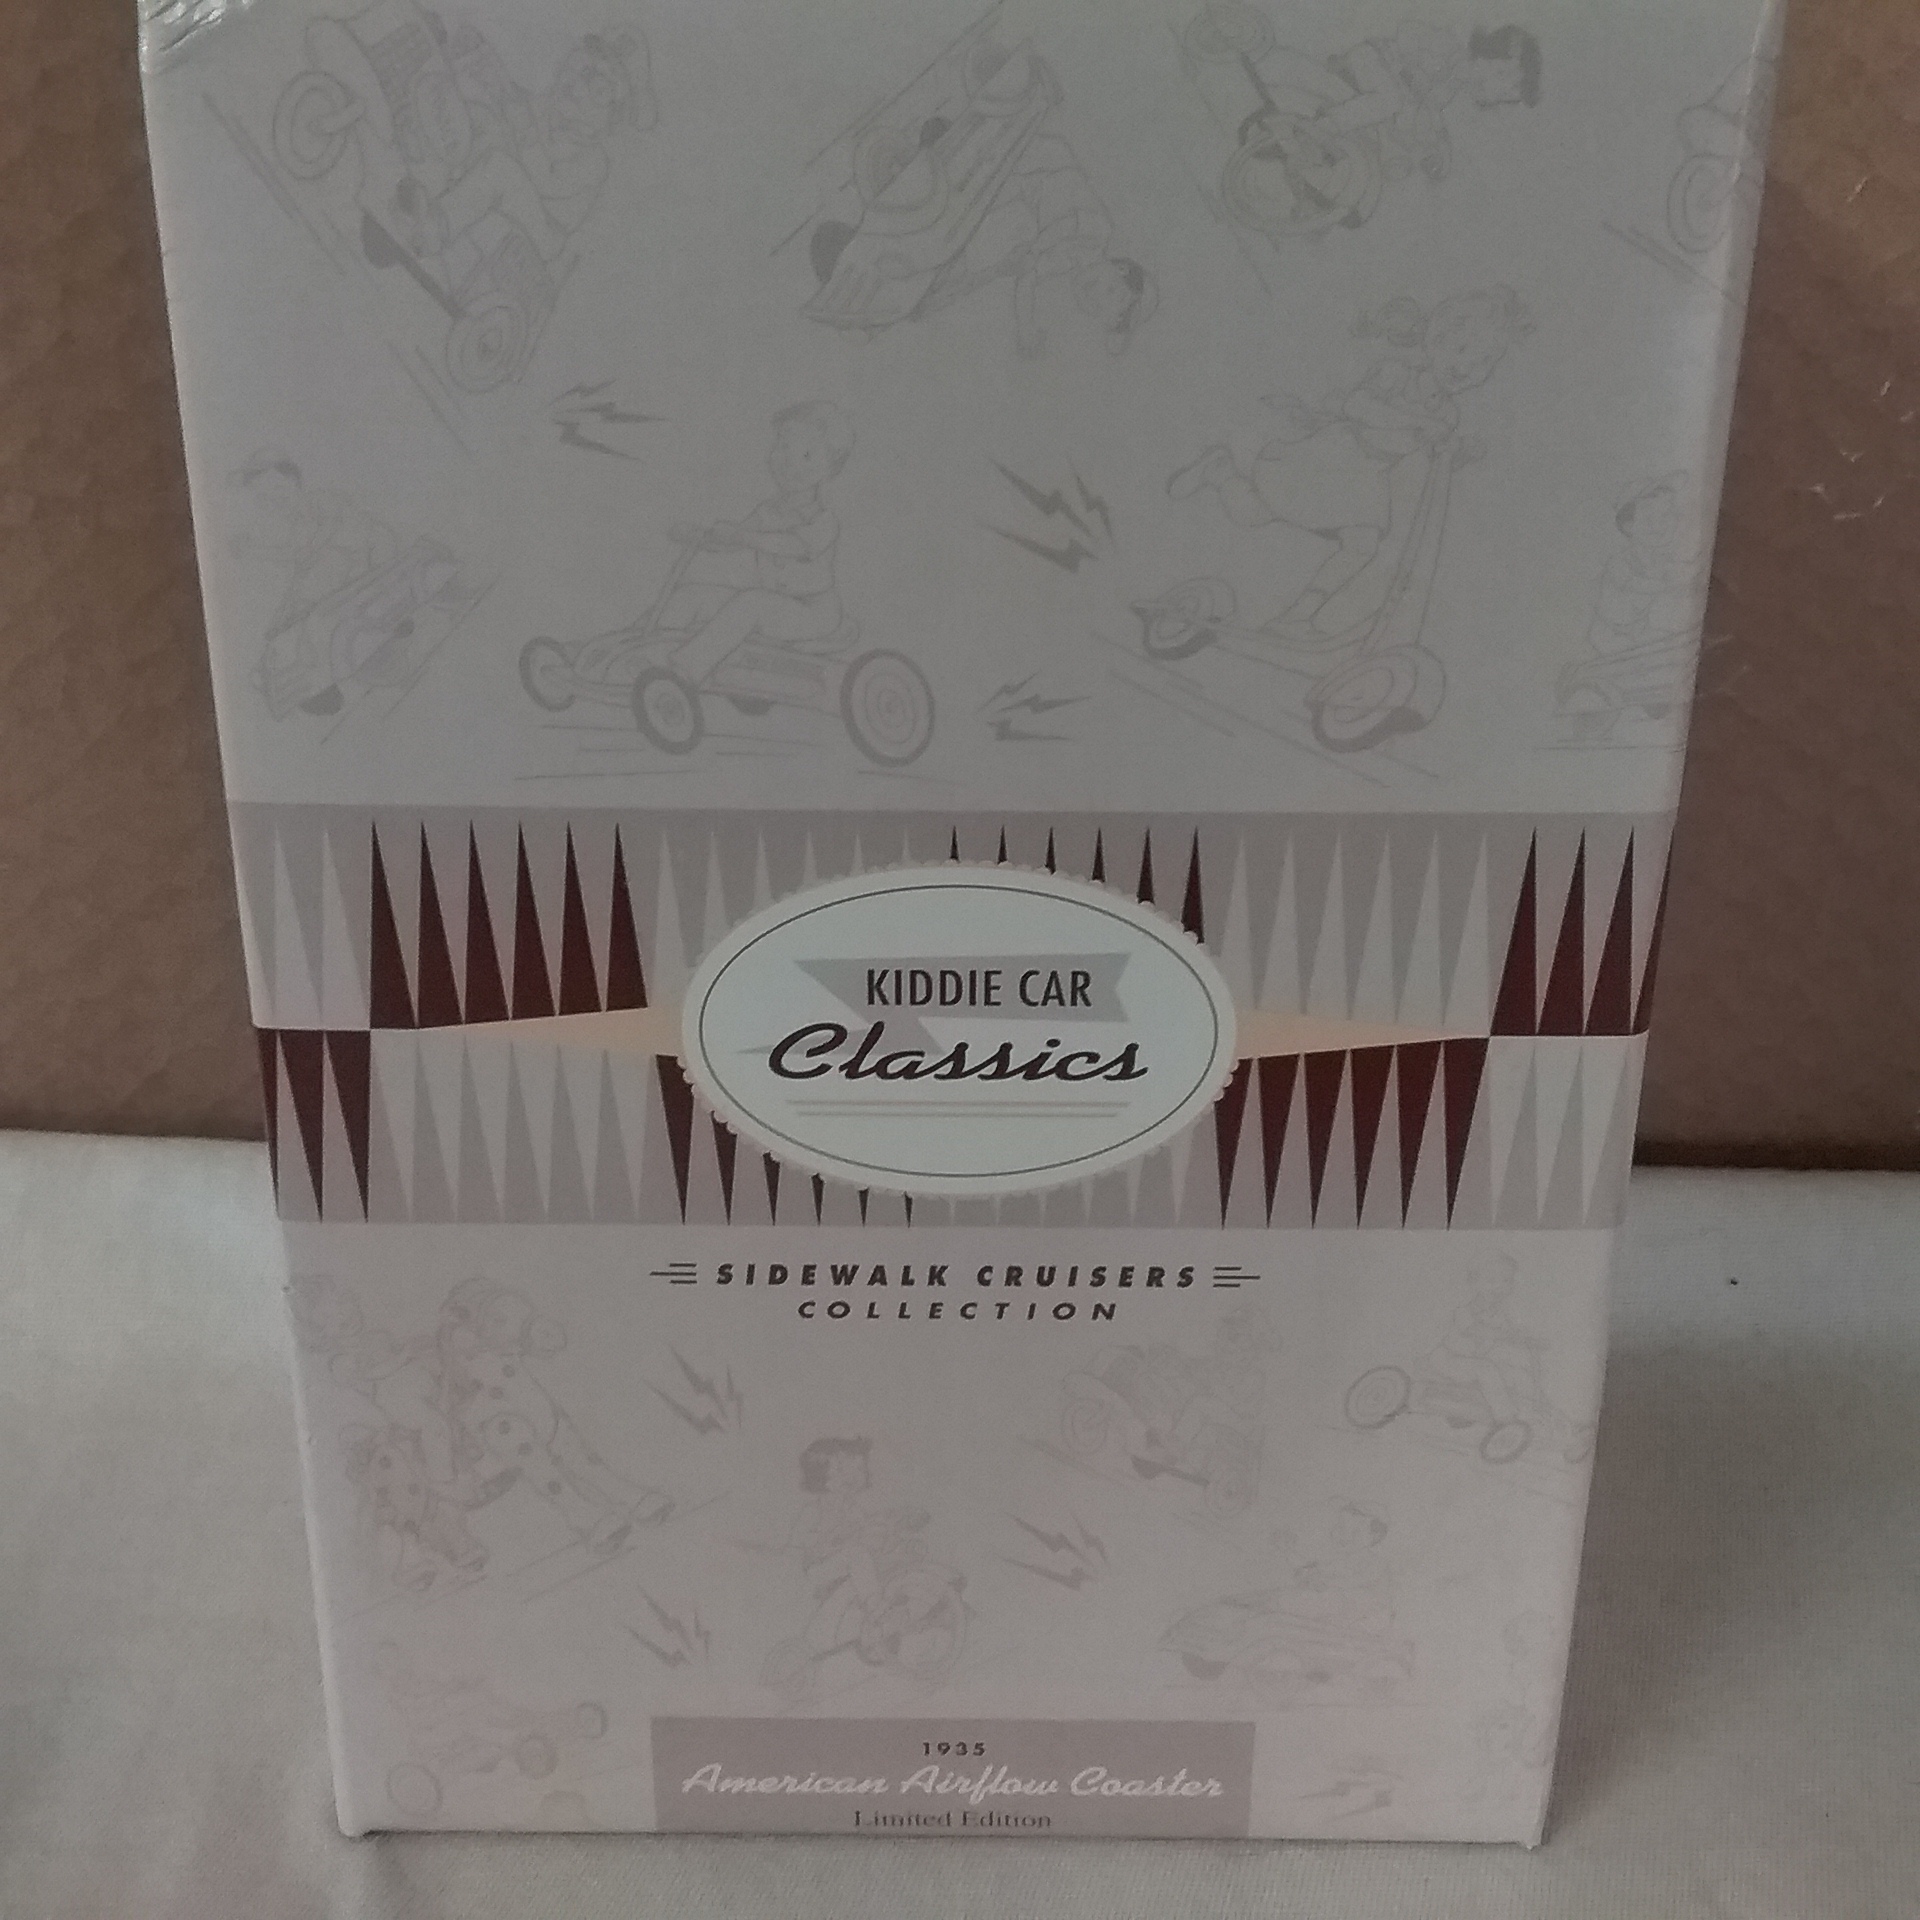 KIDDIE CAR
Classics
SIDEWALK CRUISERS
COLLECTION
1935
American Airflow Coaster
Limited Edition